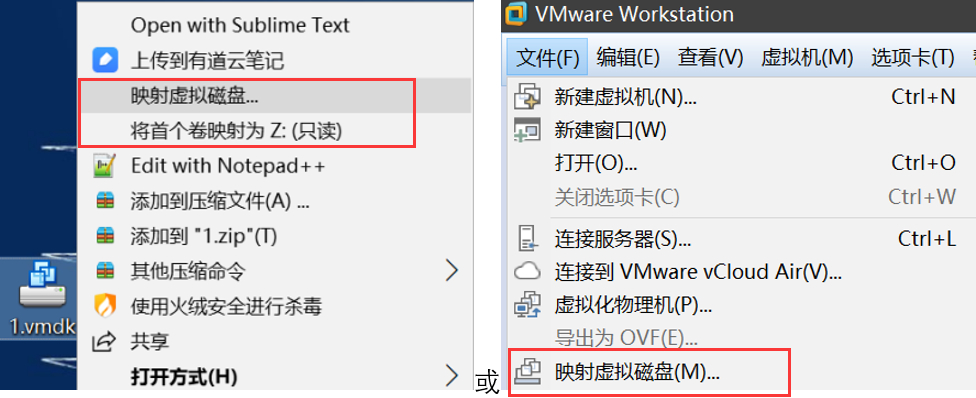 Open with Sublime Text
上传到有道云笔记
映射虚拟磁盘...
将首个卷映射为 Z: (只读)
Edit with Notepad++
添加到压缩文件(A) ...
添加到 "1.zip"(T)
其他压缩命令
使用火绒安全进行杀毒
共享
打开方式(H)
1.vmdk
或
VMware Workstation
文件(F) 编辑(E) 查看(V) 虚拟机(M) 选项卡(T)
新建虚拟机(N)... Ctrl+N
新建窗口(W)
打开(O)... Ctrl+O
关闭选项卡(C) Ctrl+W
连接服务器(S)... Ctrl+L
连接到 VMware vCloud Air(V)...
虚拟化物理机(P)...
导出为 OVF(E)...
映射虚拟磁盘(M)...